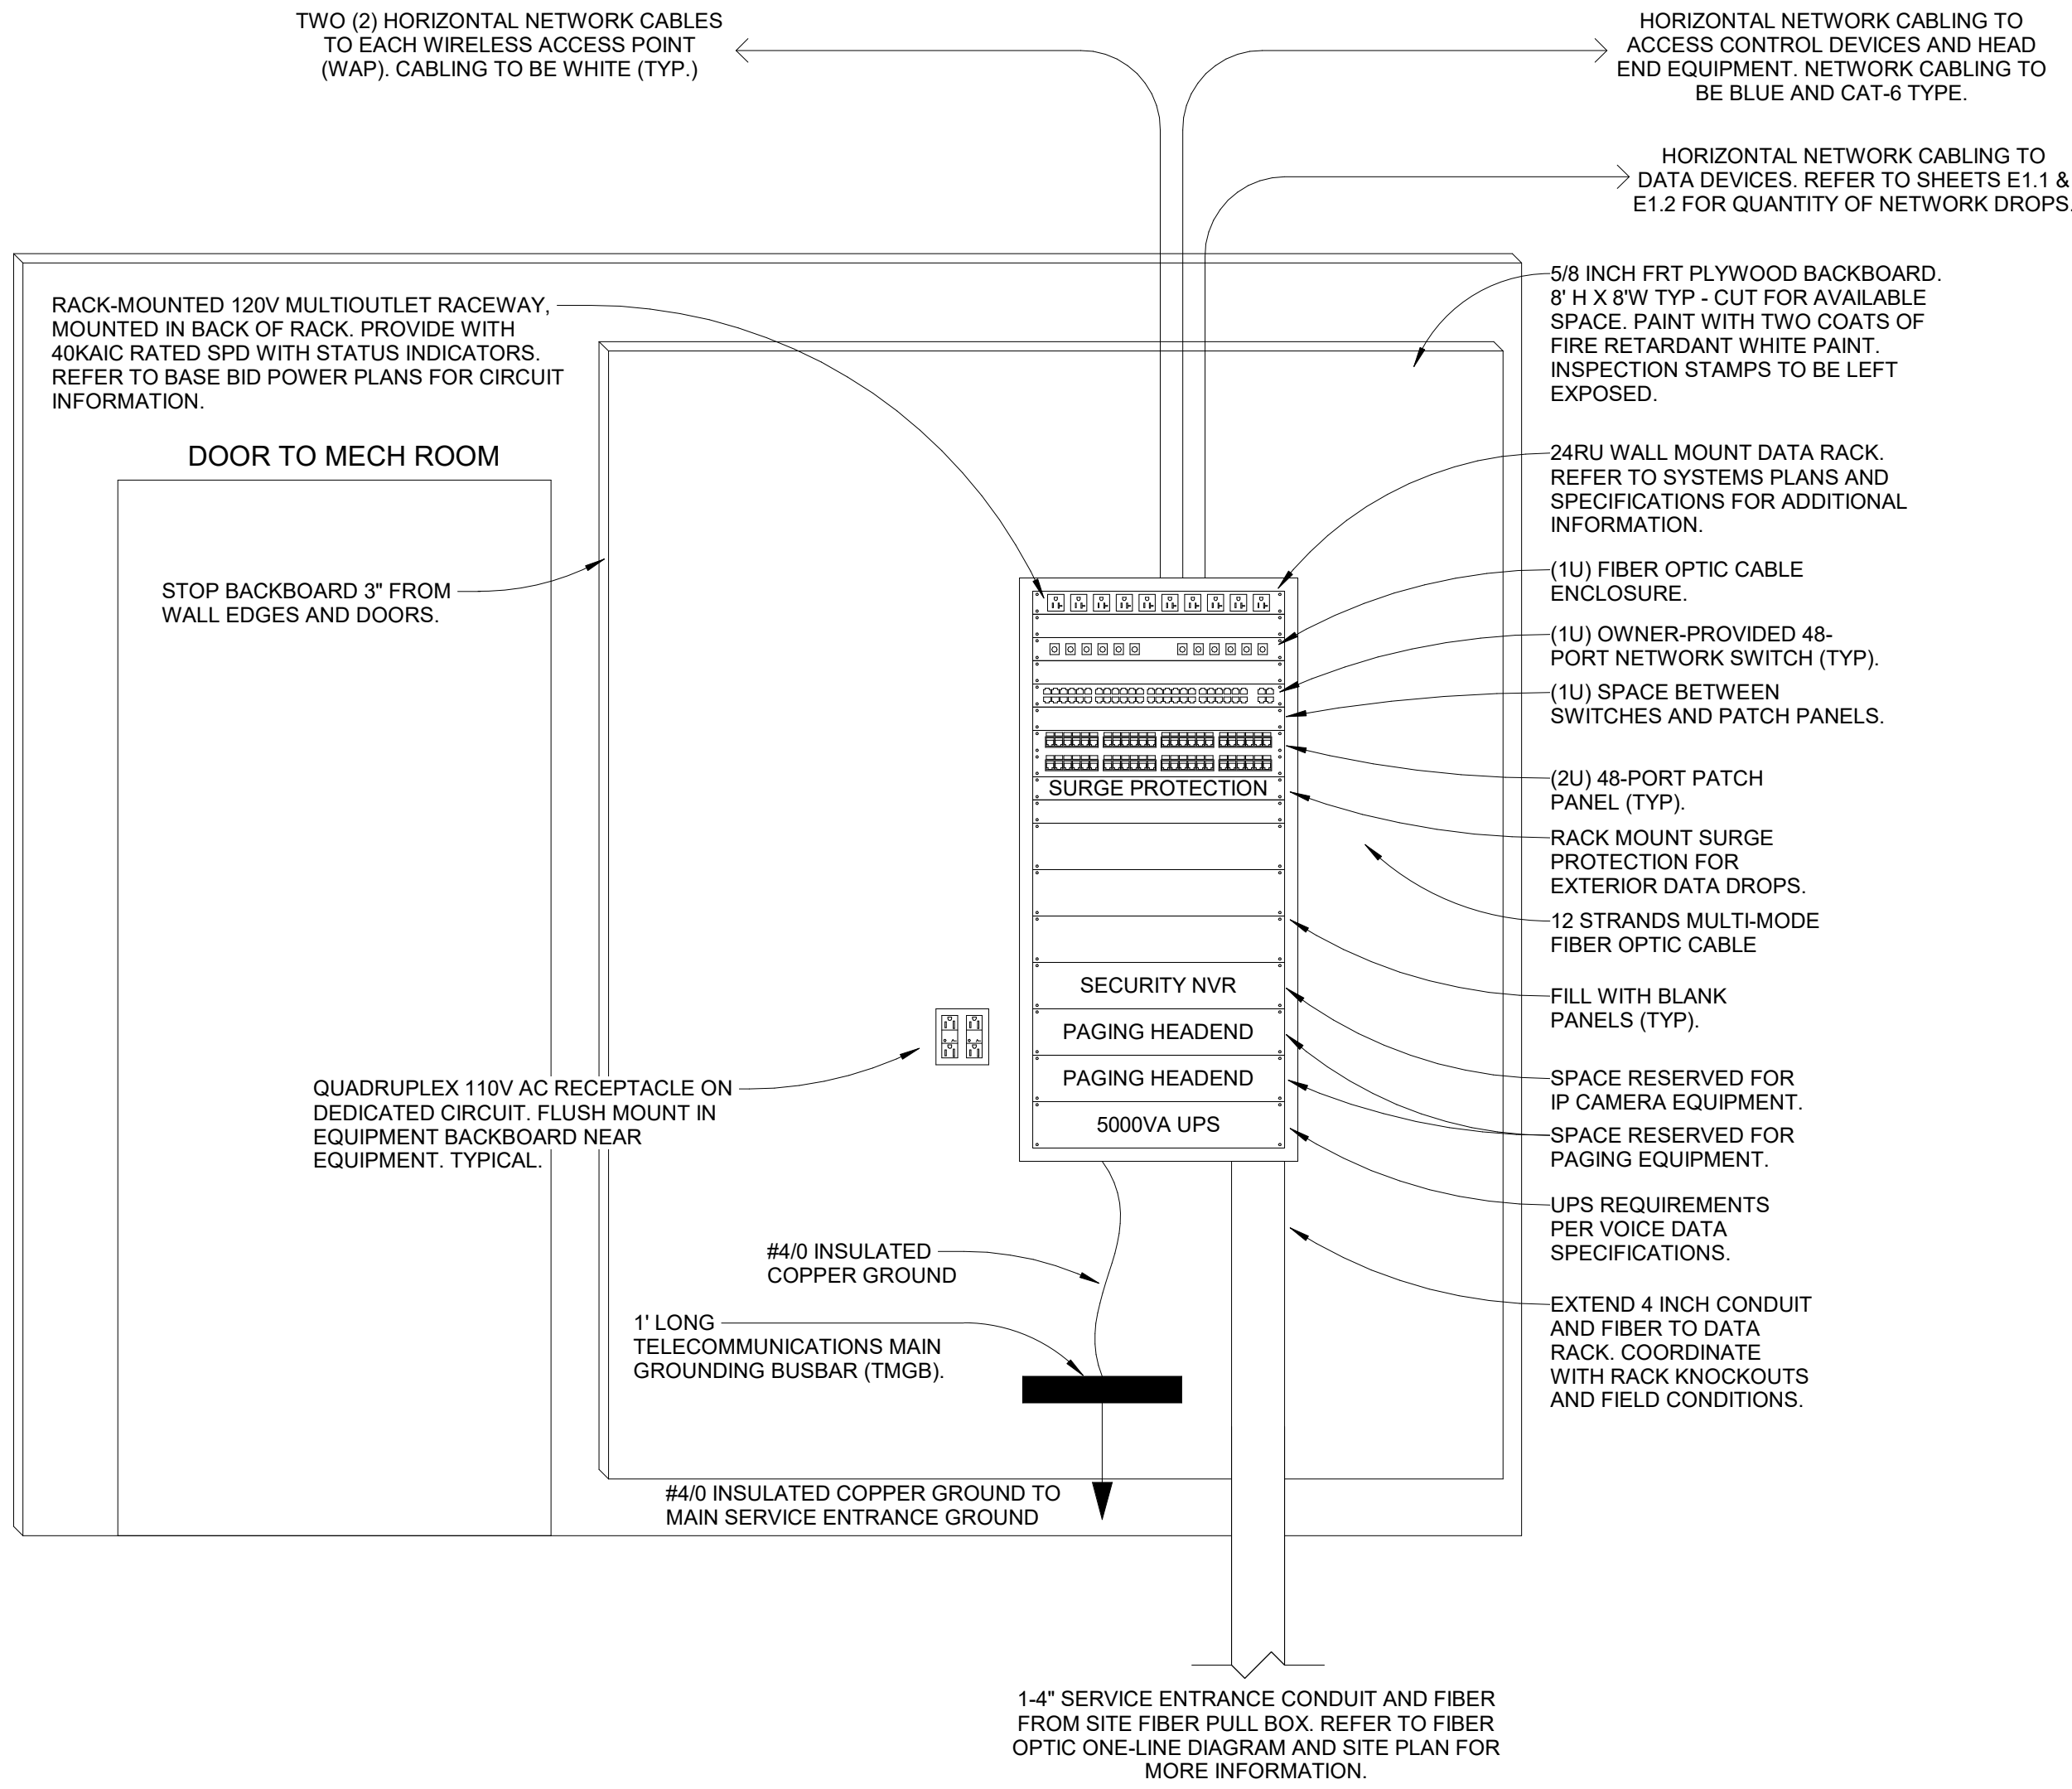 TWO (2) HORIZONTAL NETWORK CABLES
TO EACH WIRELESS ACCESS POINT
(WAP). CABLING TO BE WHITE (TYP.)
HORIZONTAL NETWORK CABLING TO
ACCESS CONTROL DEVICES AND HEAD
END EQUIPMENT. NETWORK CABLING TO
BE BLUE AND CAT-6 TYPE.
HORIZONTAL NETWORK CABLING TO
DATA DEVICES. REFER TO SHEETS E1.1 &
E1.2 FOR QUANTITY OF NETWORK DROPS.
RACK-MOUNTED 120V MULTIOUTLET RACEWAY,
MOUNTED IN BACK OF RACK. PROVIDE WITH
40KAIC RATED SPD WITH STATUS INDICATORS.
REFER TO BASE BID POWER PLANS FOR CIRCUIT
INFORMATION.
DOOR TO MECH ROOM
STOP BACKBOARD 3" FROM
WALL EDGES AND DOORS.
5/8 INCH FRT PLYWOOD BACKBOARD.
8' H X 8'W TYP - CUT FOR AVAILABLE
SPACE. PAINT WITH TWO COATS OF
FIRE RETARDANT WHITE PAINT.
INSPECTION STAMPS TO BE LEFT
EXPOSED.
24RU WALL MOUNT DATA RACK.
REFER TO SYSTEMS PLANS AND
SPECIFICATIONS FOR ADDITIONAL
INFORMATION.
(1U) FIBER OPTIC CABLE
ENCLOSURE.
(1U) OWNER-PROVIDED 48-
PORT NETWORK SWITCH (TYP).
(1U) SPACE BETWEEN
SWITCHES AND PATCH PANELS.
(2U) 48-PORT PATCH
PANEL (TYP).
RACK MOUNT SURGE
PROTECTION FOR
EXTERIOR DATA DROPS.
12 STRANDS MULTI-MODE
FIBER OPTIC CABLE
FILL WITH BLANK
PANELS (TYP).
SPACE RESERVED FOR
IP CAMERA EQUIPMENT.
SPACE RESERVED FOR
PAGING EQUIPMENT.
UPS REQUIREMENTS
PER VOICE DATA
SPECIFICATIONS.
EXTEND 4 INCH CONDUIT
AND FIBER TO DATA
RACK. COORDINATE
WITH RACK KNOCKOUTS
AND FIELD CONDITIONS.
SURGE PROTECTION
SECURITY NVR
PAGING HEADEND
PAGING HEADEND
5000VA UPS
QUADRUPLEX 110V AC RECEPTACLE ON
DEDICATED CIRCUIT. FLUSH MOUNT IN
EQUIPMENT BACKBOARD NEAR
EQUIPMENT. TYPICAL.
#4/0 INSULATED
COPPER GROUND
1' LONG
TELECOMMUNICATIONS MAIN
GROUNDING BUSBAR (TMGB).
#4/0 INSULATED COPPER GROUND TO
MAIN SERVICE ENTRANCE GROUND
1-4" SERVICE ENTRANCE CONDUIT AND FIBER
FROM SITE FIBER PULL BOX. REFER TO FIBER
OPTIC ONE-LINE DIAGRAM AND SITE PLAN FOR
MORE INFORMATION.